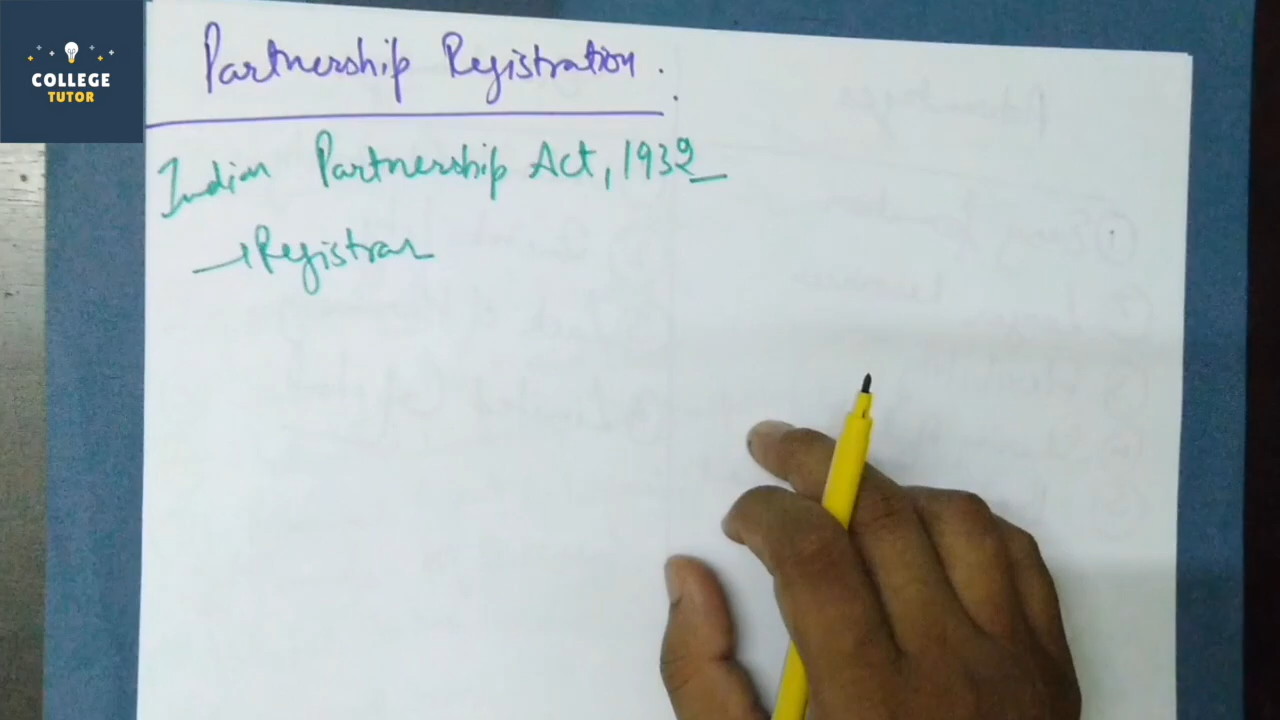 COLLEGE
TUTOR
Partnership Registration.
Indian Partnership Act, 1932
→ Registrar